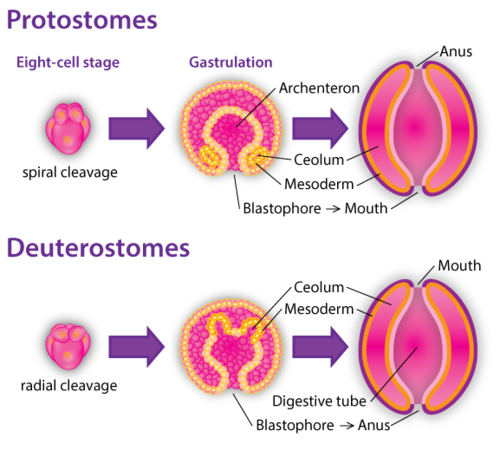 Protostomes
Eight-cell stage
Gastrulation
Anus
Archenteron
spiral cleavage
Ceolum
Mesoderm
Blastophore → Mouth
Deuterostomes
Mouth
Ceolum
Mesoderm
radial cleavage
Digestive tube
Blastophore → Anus